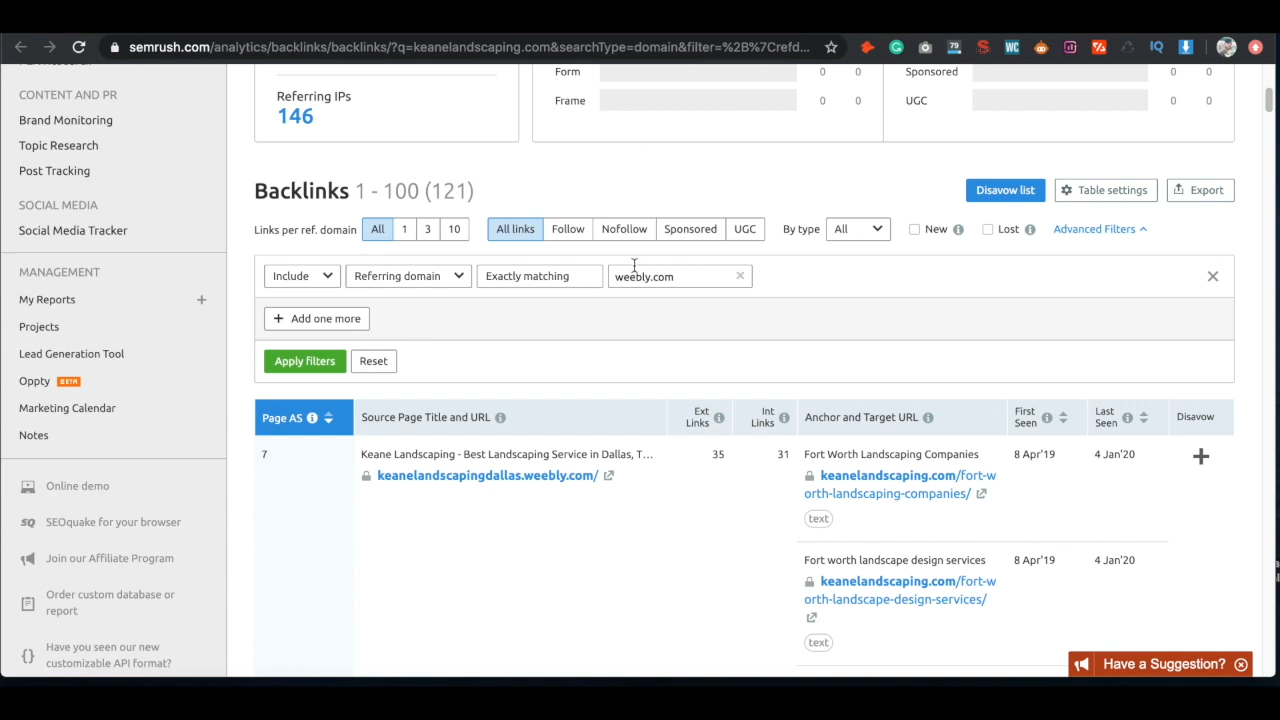 semrush.com/analytics/backlinks/backlinks/?q=keanelandscaping.com&searchType=domain&filter=%2B%7Crefd...
79
WC
IQ
CONTENT AND PR
Brand Monitoring
Topic Research
Post Tracking
SOCIAL MEDIA
Social Media Tracker
MANAGEMENT
My Reports +
Projects
Lead Generation Tool
Oppty BETA
Marketing Calendar
Notes
Online demo
SQ SEOquake for your browser
Join our Affiliate Program
Order custom database or
report
Have you seen our new
customizable API format?
Referring IPs
146
Form 0 0
Frame 0 0
Sponsored 0 0
UGC 0 0
Backlinks 1 - 100 (121)
Disavow list Table settings Export
Links per ref. domain All 1 3 10 All links Follow Nofollow Sponsored UGC By type All New Lost Advanced Filters
Include Referring domain Exactly matching weebly.com
+ Add one more
Apply filters Reset
Page AS Source Page Title and URL Ext Links Int Links Anchor and Target URL First Seen Last Seen Disavow
7 Keane Landscaping - Best Landscaping Service in Dallas, T... 35 31 Fort Worth Landscaping Companies 8 Apr'19 4 Jan'20
keanelandscapingdallas.weebly.com/
keanelandscaping.com/fort-w
orth-landscaping-companies/
text
Fort worth landscape design services 8 Apr'19 4 Jan'20
keanelandscaping.com/fort-w
orth-landscape-design-services/
text
Have a Suggestion?